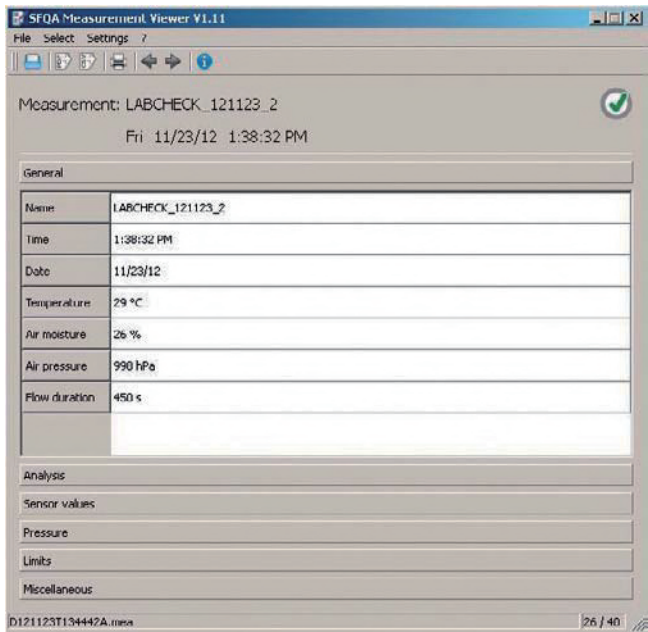 SFQA Measurement Viewer V1.11
File Select Settings ?
Measurement: LABCHECK_121123_2
Fri 11/23/12 1:38:32 PM
General
Name LABCHECK_121123_2
Time 1:38:32 PM
Date 11/23/12
Temperature 29 °C
Air moisture 26 %
Air pressure 990 hPa
Flow duration 450 s
Analysis
Sensor values
Pressure
Limits
Miscellaneous
D121123T134442A.mea 26 / 40